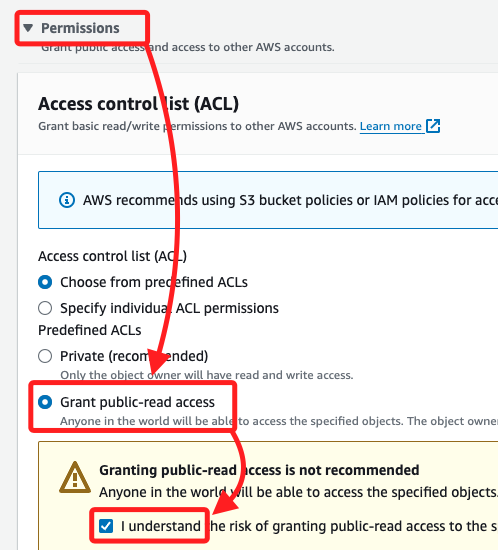 Permissions
Grant public access and access to other AWS accounts.
Access control list (ACL)
Grant basic read/write permissions to other AWS accounts. Learn more
AWS recommends using S3 bucket policies or IAM policies for acce
Access control list (ACL)
Choose from predefined ACLs
Specify individual ACL permissions
Predefined ACLs
Private (recommended)
Only the object owner will have read and write access.
Grant public-read access
Anyone in the world will be able to access the specified objects. The object owne
Granting public-read access is not recommended
Anyone in the world will be able to access the specified objects.
I understand the risk of granting public-read access to the s